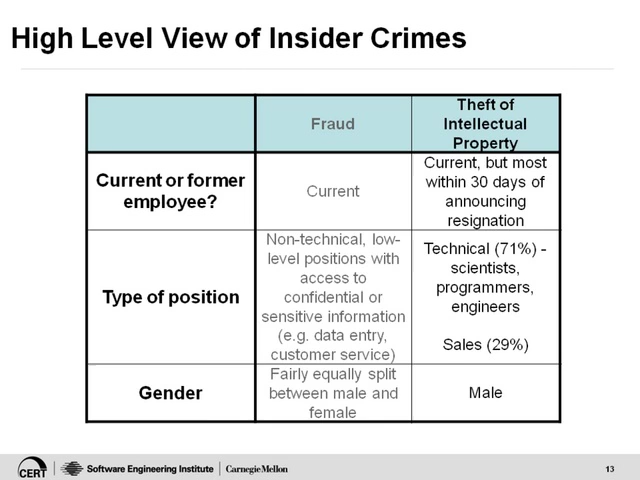 High Level View of Insider Crimes
Fraud
Theft of
Intellectual
Property
Current or former
employee?
Current
Current, but most
within 30 days of
announcing
resignation
Type of position
Non-technical, low-
level positions with
access to
confidential or
sensitive information
(e.g. data entry,
customer service)
Technical (71%) -
scientists,
programmers,
engineers
Sales (29%)
Gender
Fairly equally split
between male and
female
Male
CERT
Software Engineering Institute
CarnegieMellon
13